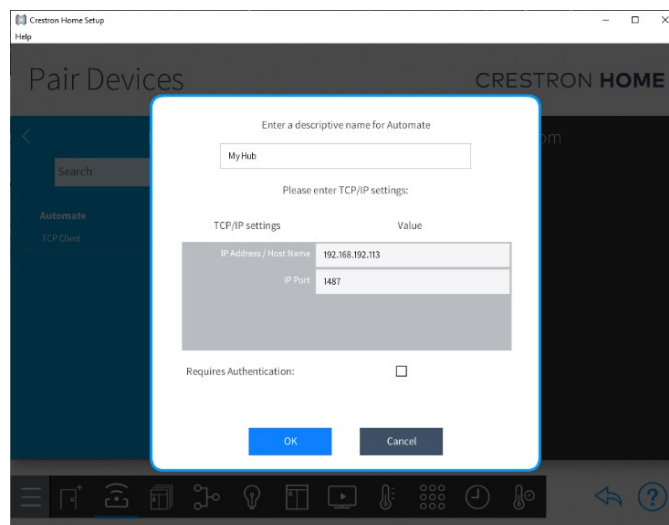 Crestron Home Setup
Help
Pair Devices
CRESTRON HOME
Enter a descriptive name for Automate
My Hub
Search
Please enter TCP/IP settings:
TCP/IP settings Value
Automate
TCP Client
IP Address / Host Name 192.168.192.113
IP Port 1487
Requires Authentication:
OK Cancel
?